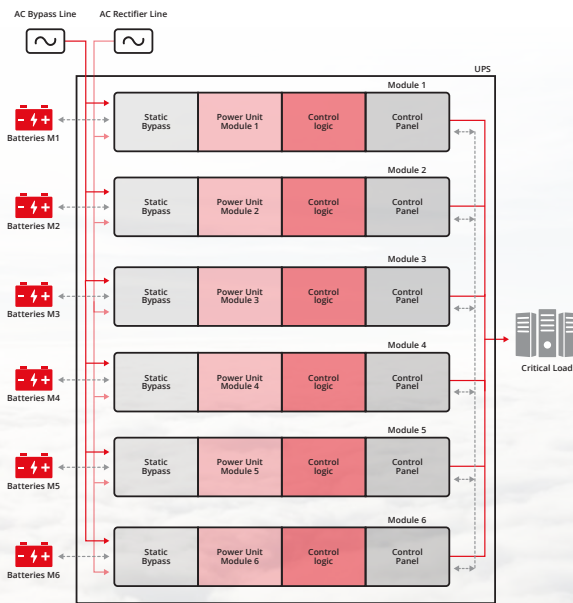 AC Bypass Line
AC Rectifier Line
UPS
Module 1
Static
Bypass
Power Unit
Module 1
Control
logic
Control
Panel
Batteries M1
Module 2
Static
Bypass
Power Unit
Module 2
Control
logic
Control
Panel
Batteries M2
Module 3
Static
Bypass
Power Unit
Module 3
Control
logic
Control
Panel
Batteries M3
Critical Load
Module 4
Static
Bypass
Power Unit
Module 4
Control
logic
Control
Panel
Batteries M4
Module 5
Static
Bypass
Power Unit
Module 5
Control
logic
Control
Panel
Batteries M5
Module 6
Static
Bypass
Power Unit
Module 6
Control
logic
Control
Panel
Batteries M6